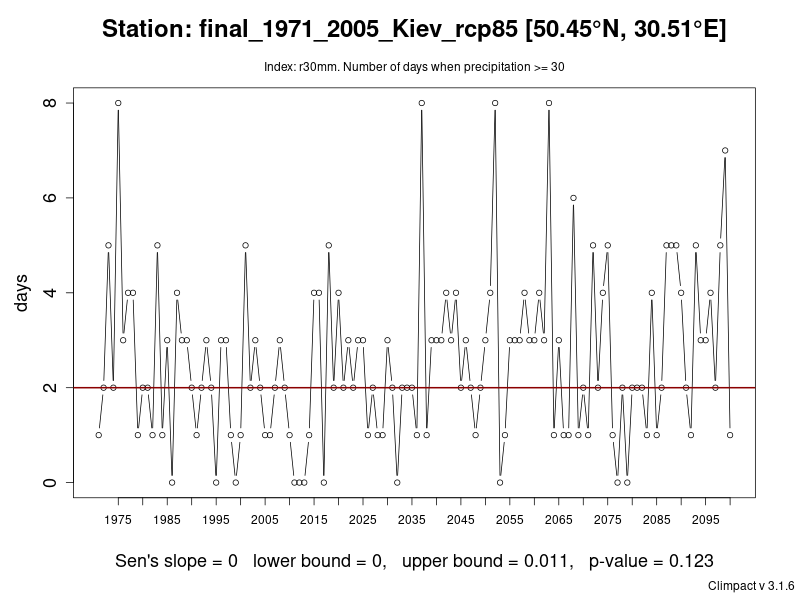 Station: final_1971_2005_Kiev_rcp85 [50.45°N, 30.51°E]
Index: r30mm. Number of days when precipitation >= 30
8
6
4
2
0
days
1975 1985 1995 2005 2015 2025 2035 2045 2055 2065 2075 2085 2095
Sen's slope = 0 lower bound = 0, upper bound = 0.011, p-value = 0.123
Climpact v 3.1.6